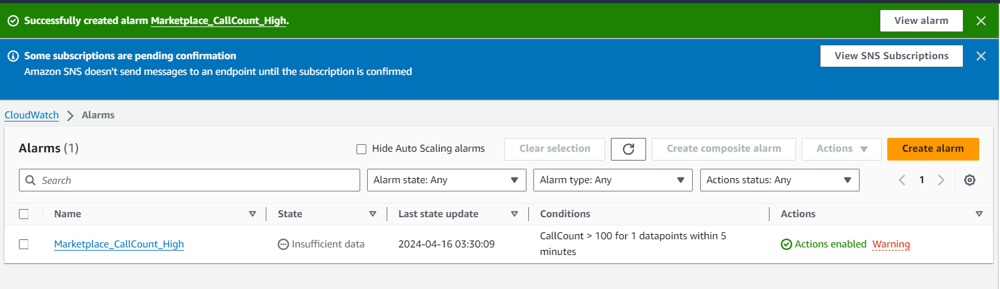 Successfully created alarm Marketplace_CallCount_High.
View alarm
Some subscriptions are pending confirmation
View SNS Subscriptions
Amazon SNS doesn't send messages to an endpoint until the subscription is confirmed
CloudWatch
Alarms
Alarms (1)
Hide Auto Scaling alarms
Clear selection
Create composite alarm
Actions
Create alarm
Search
Alarm state: Any
Alarm type: Any
Actions status: Any
1
Name
State
Last state update
Conditions
Actions
Marketplace_CallCount_High
Insufficient data
2024-04-16 03:30:09
CallCount > 100 for 1 datapoints within 5
minutes
Actions enabled
Warning